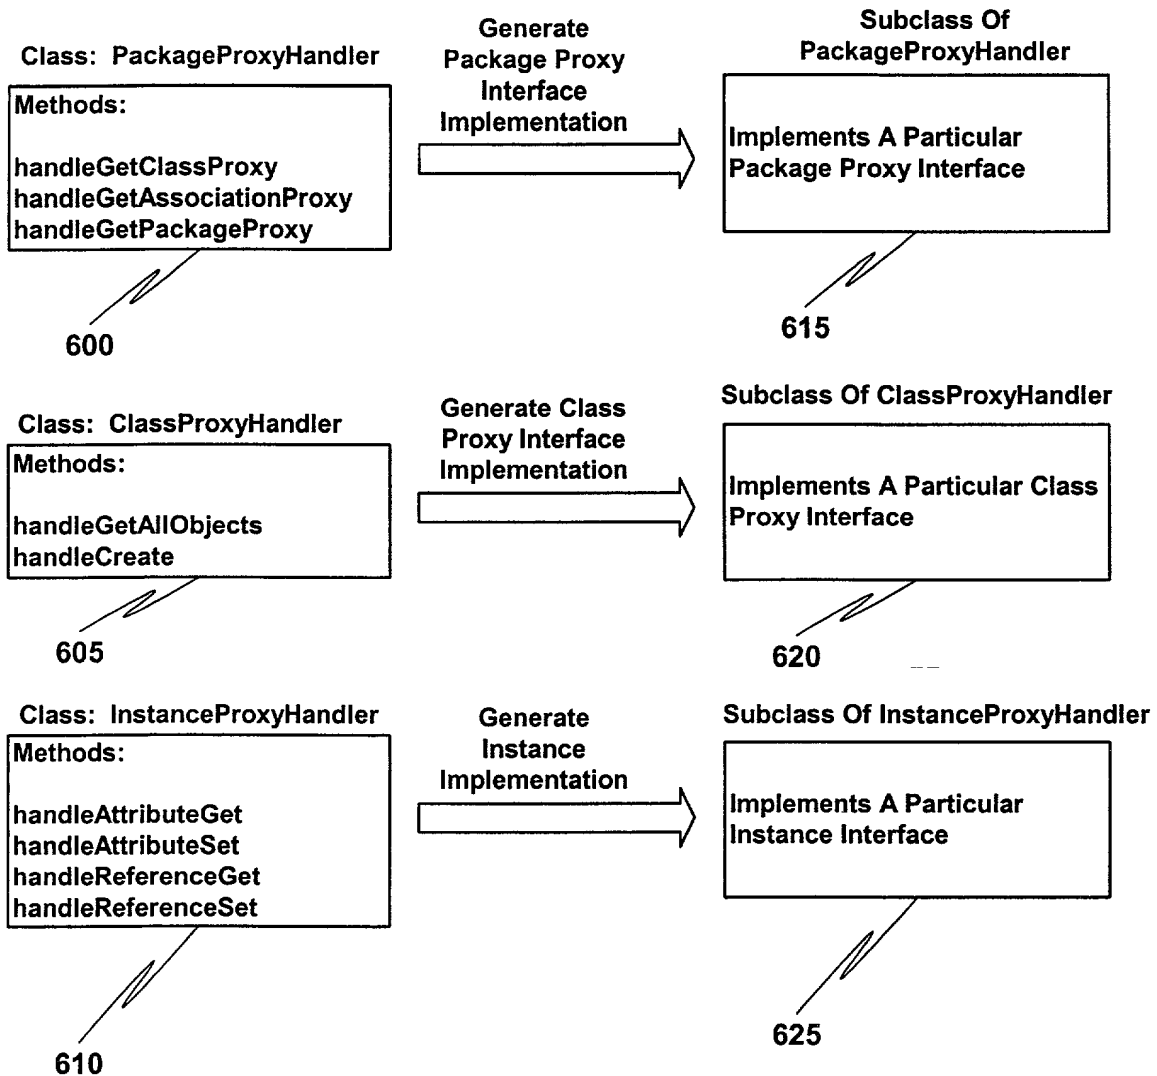 Class: PackageProxyHandler
Methods:
handleGetClassProxy
handleGetAssociationProxy
handleGetPackageProxy
600
Generate
Package Proxy
Interface
Implementation
Subclass Of
PackageProxyHandler
Implements A Particular
Package Proxy Interface
615
Class: ClassProxyHandler
Methods:
handleGetAllObjects
handleCreate
605
Generate Class
Proxy Interface
Implementation
Subclass Of ClassProxyHandler
Implements A Particular Class
Proxy Interface
620
Class: InstanceProxyHandler
Methods:
handleAttributeGet
handleAttributeSet
handleReferenceGet
handleReferenceSet
610
Generate
Instance
Implementation
Subclass Of InstanceProxyHandler
Implements A Particular
Instance Interface
625